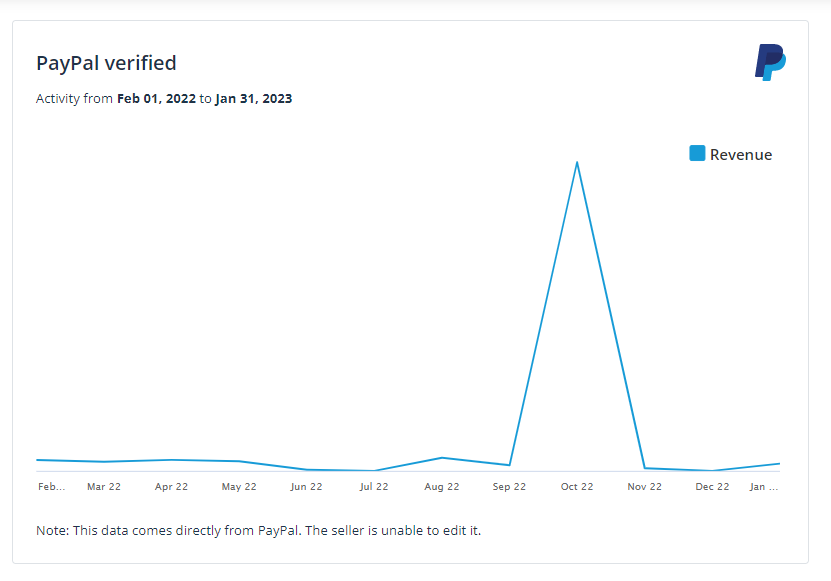 PayPal verified
Activity from Feb 01, 2022 to Jan 31, 2023
Revenue
Feb... Mar 22 Apr 22 May 22 Jun 22 Jul 22 Aug 22 Sep 22 Oct 22 Nov 22 Dec 22 Jan ...
Note: This data comes directly from PayPal. The seller is unable to edit it.